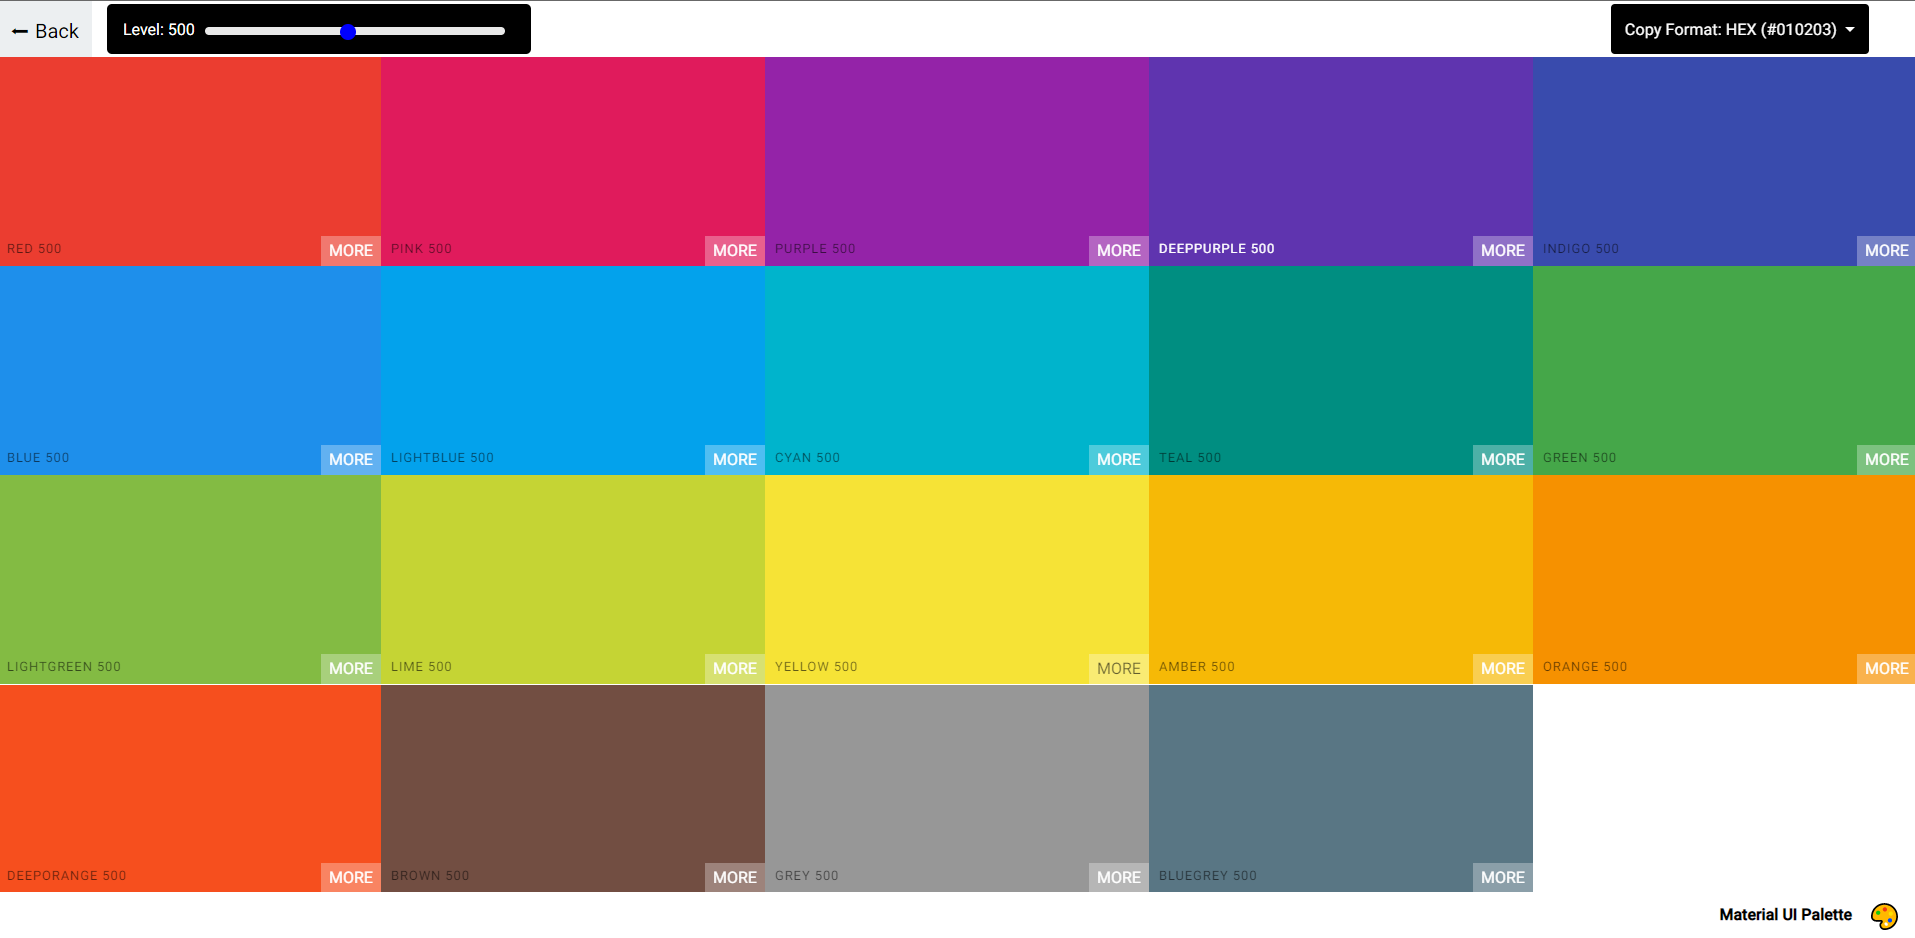 Back
Level: 500
Copy Format: HEX (#010203)
RED 500
MORE
PINK 500
MORE
PURPLE 500
MORE
DEEPPURPLE 500
MORE
INDIGO 500
MORE
BLUE 500
MORE
LIGHTBLUE 500
MORE
CYAN 500
MORE
TEAL 500
MORE
GREEN 500
MORE
LIGHTGREEN 500
MORE
LIME 500
MORE
YELLOW 500
MORE
AMBER 500
MORE
ORANGE 500
MORE
DEEPORANGE 500
MORE
BROWN 500
MORE
GREY 500
MORE
BLUEGREY 500
MORE
Material UI Palette